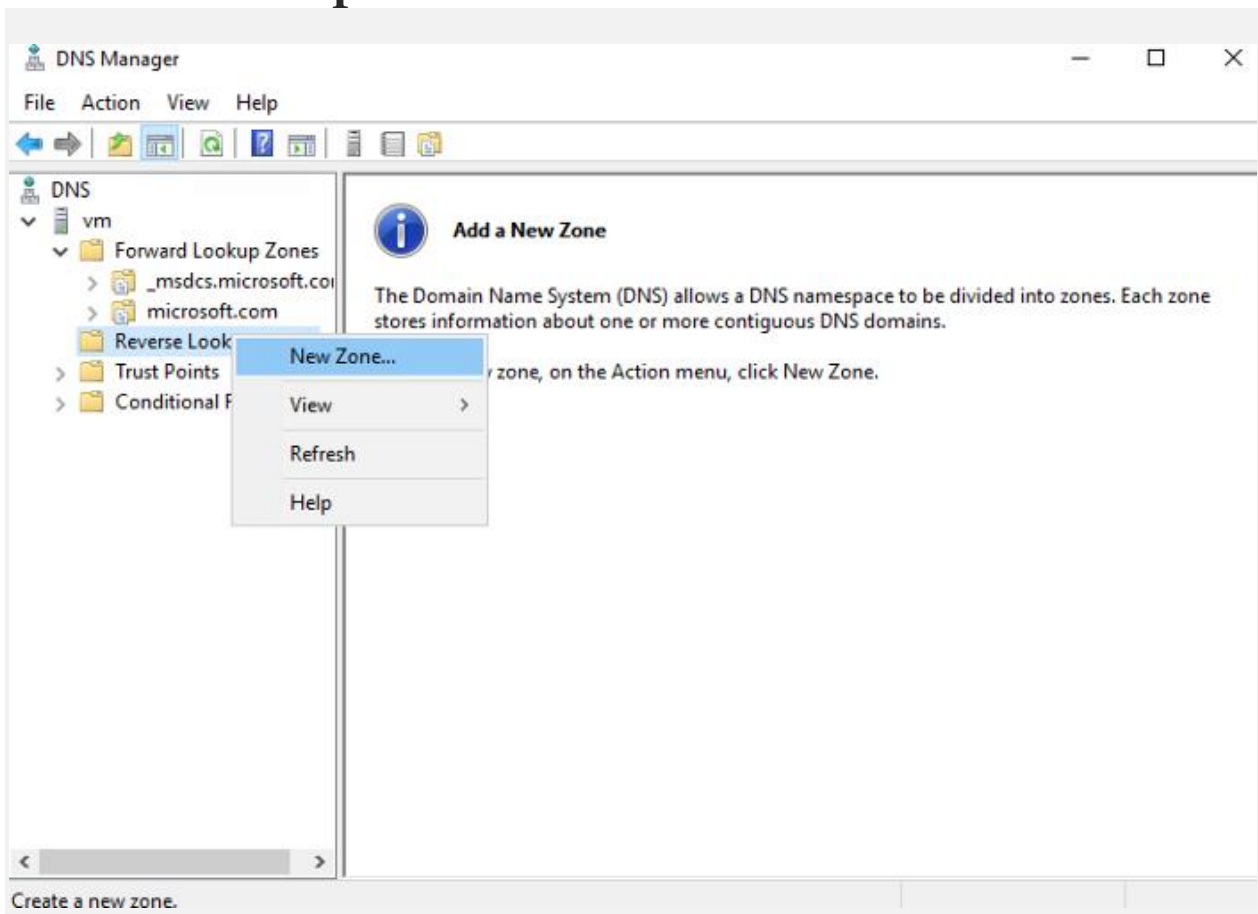 DNS Manager
File Action View Help
DNS
vm
Forward Lookup Zones
_msdcs.microsoft.co
microsoft.com
Reverse Look
Trust Points
Conditional F
New Zone...
View
Refresh
Help
Add a New Zone
The Domain Name System (DNS) allows a DNS namespace to be divided into zones. Each zone
stores information about one or more contiguous DNS domains.
zone, on the Action menu, click New Zone.
Create a new zone.